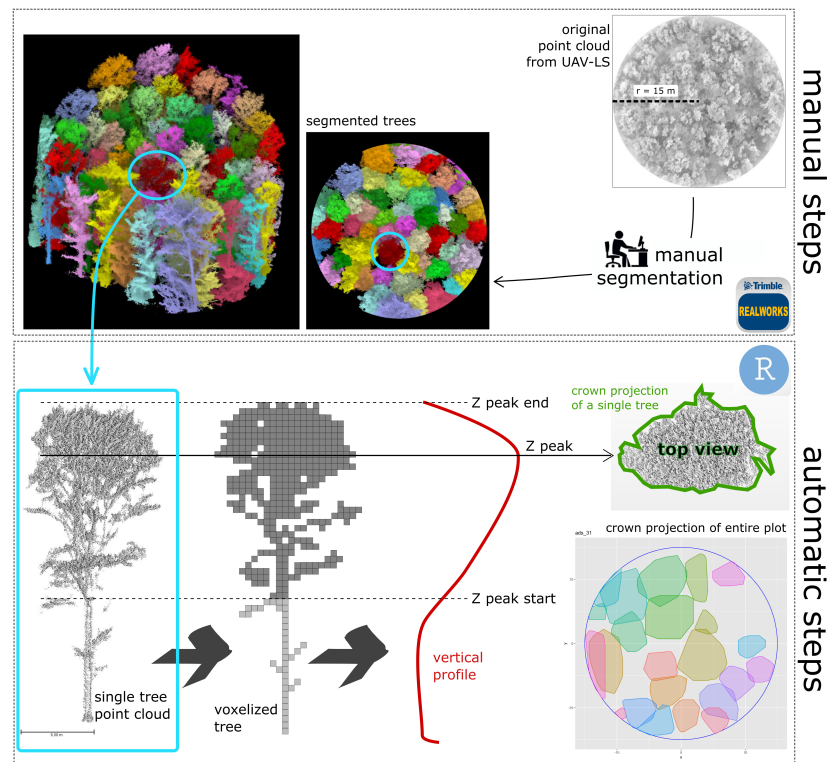 original
point cloud
from UAV-LS
r = 15 m
segmented trees
manual
segmentation
Trimble
REALWORKS
manual steps
R
Z peak end
crown projection
of a single tree
Z peak
top view
crown projection of entire plot
Z peak start
vertical
profile
single tree
point cloud
voxelized
tree
automatic steps